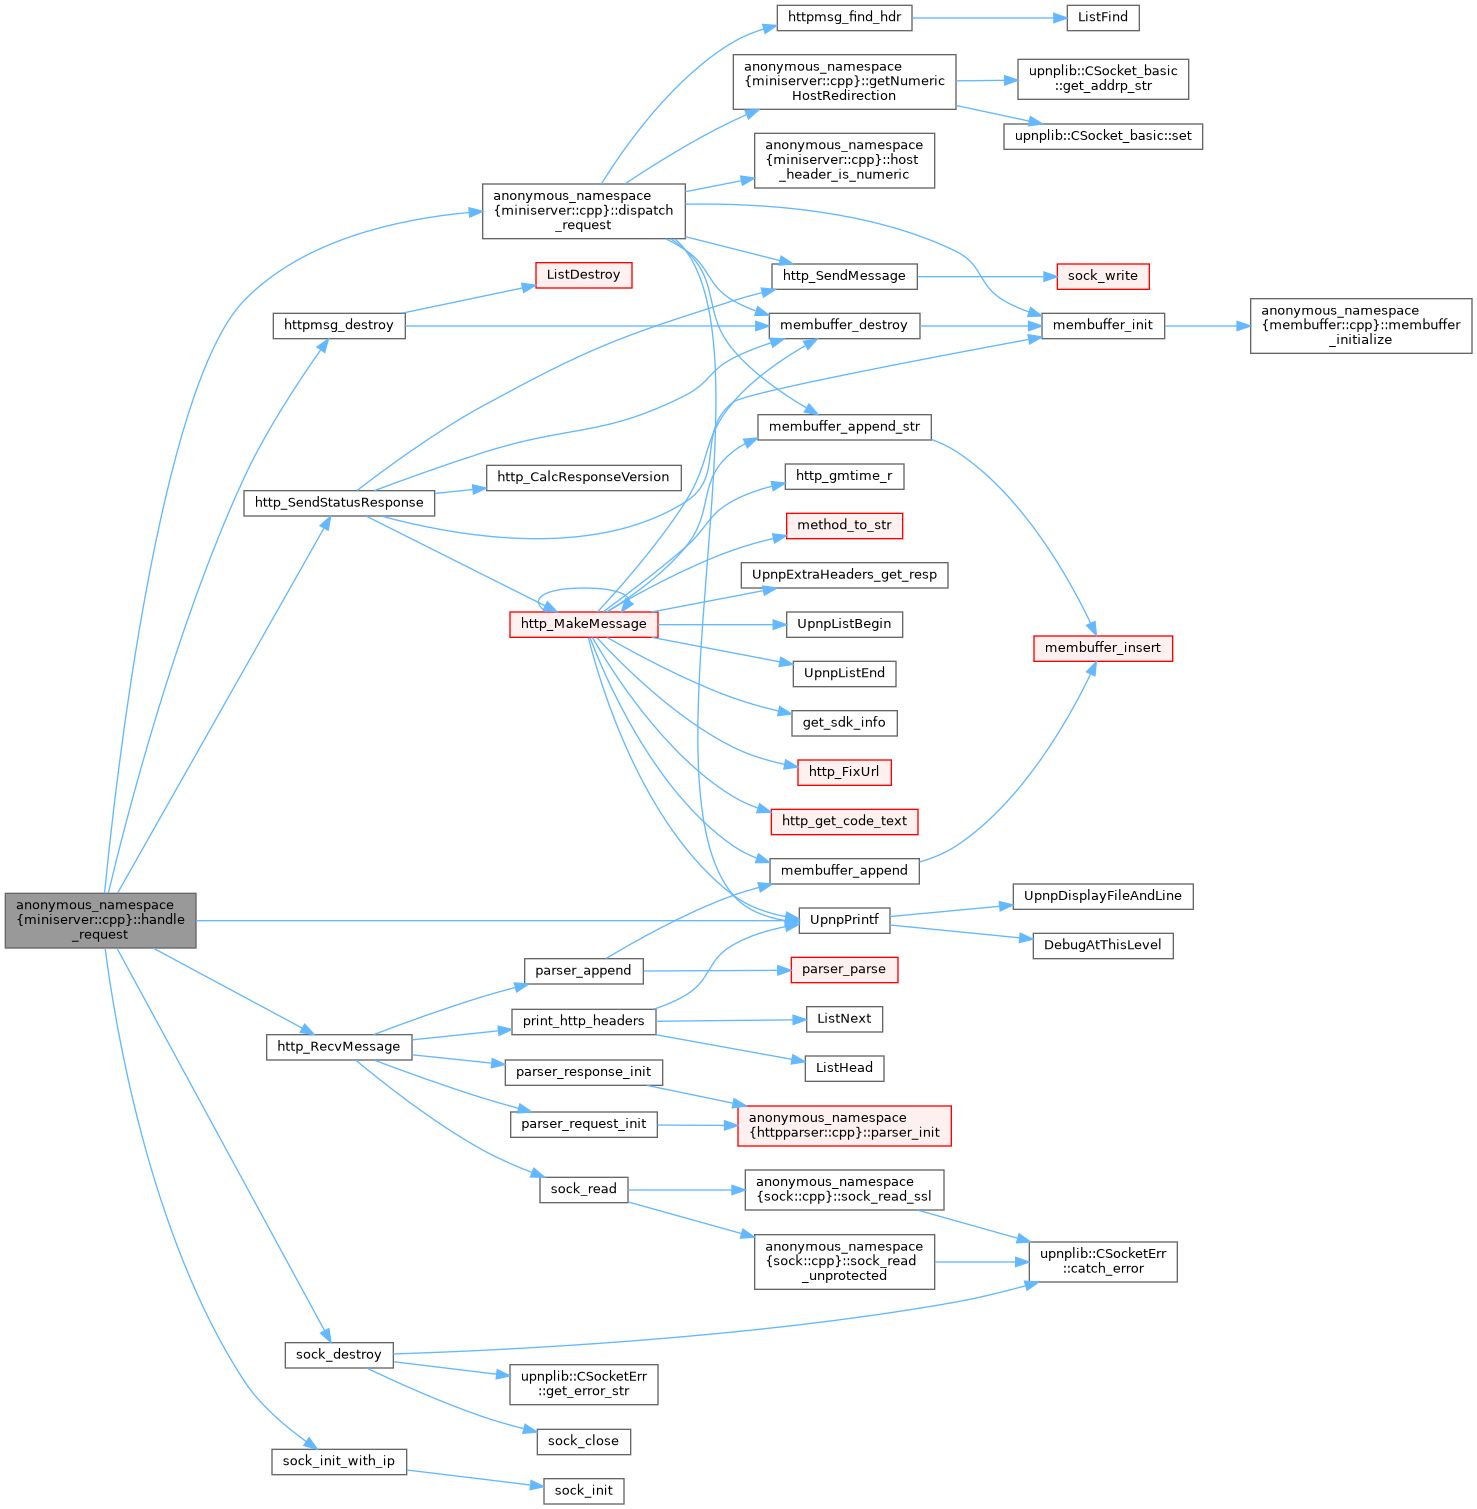 httpmsg_find_hdr
ListFind
anonymous_namespace
{miniserver::cpp}::getNumeric
HostRedirection
upnplib::CSocket_basic
::get_addrp_str
upnplib::CSocket_basic::set
anonymous_namespace
{miniserver::cpp}::host
_header_is_numeric
anonymous_namespace
{miniserver::cpp}::dispatch
_request
ListDestroy
http_SendMessage
sock_write
httpmsg_destroy
membuffer_destroy
membuffer_init
anonymous_namespace
{membuffer::cpp}::membuffer
_initialize
membuffer_append_str
http_CalcResponseVersion
http_gmtime_r
http_SendStatusResponse
method_to_str
UpnpExtraHeaders_get_resp
http_MakeMessage
UpnpListBegin
membuffer_insert
UpnpListEnd
get_sdk_info
http_FixUrl
http_get_code_text
membuffer_append
anonymous_namespace
{miniserver::cpp}::handle
_request
UpnpPrintf
UpnpDisplayFileAndLine
DebugAtThisLevel
parser_append
parser_parse
print_http_headers
ListNext
http_RecvMessage
ListHead
parser_response_init
parser_request_init
anonymous_namespace
{httpparser::cpp}::parser_init
sock_read
anonymous_namespace
{sock::cpp}::sock_read_ssl
anonymous_namespace
{sock::cpp}::sock_read
_unprotected
upnplib::CSocketErr
::catch_error
sock_destroy
upnplib::CSocketErr
::get_error_str
sock_close
sock_init_with_ip
sock_init